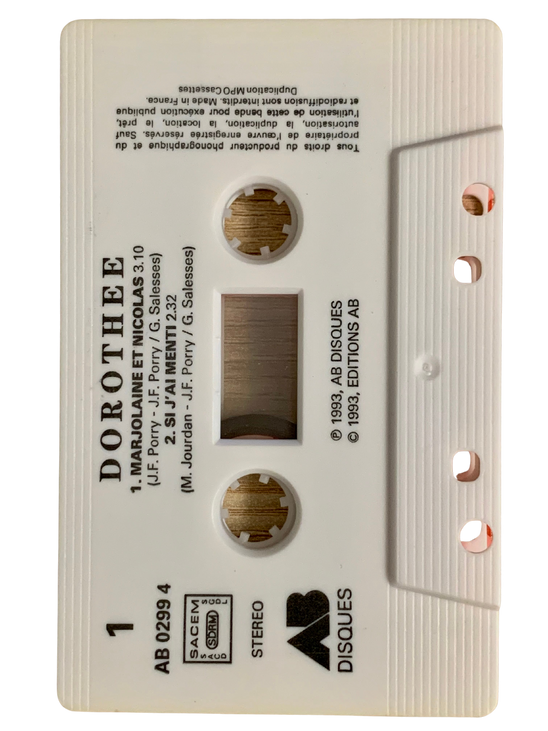 DOROTHEE
1. MARJOLAINE ET NICOLAS 3.10
(J.F. Porry - J.F. Porry / G. Salesses)
2. SI J'AI MENTI 2.32
(M. Jourdan - J.F. Porry / G. Salesses)
1
AB 0299 4
SACEM
SDRM
SACD
SGDL
STEREO
AB
DISQUES
℗ 1993, AB DISQUES
© 1993, EDITIONS AB
Tous droits du producteur phonographique et du
propriétaire de l'œuvre enregistrée réservés. Sauf
autorisation, la duplication, la location, le prêt,
l'utilisation de cette bande pour exécution publique
et radiodiffusion sont interdits. Made in France.
Duplication MPO Cassettes